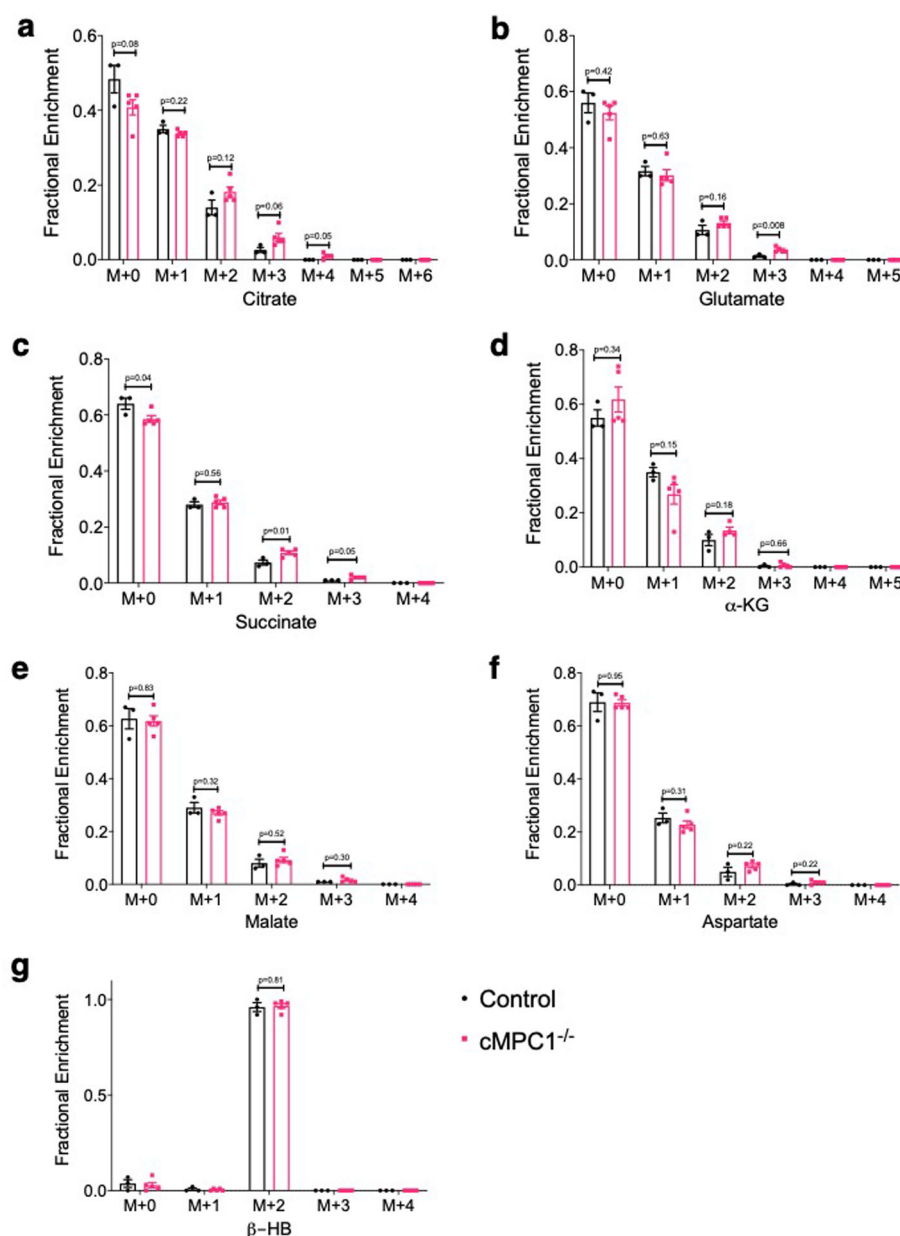 a
Fractional Enrichment
0.6
0.4
0.2
0.0
p=0.08
p=0.22
p=0.12
p=0.06
p=0.05
M+0 M+1 M+2 M+3 M+4 M+5 M+6
Citrate
b
Fractional Enrichment
0.8
0.6
0.4
0.2
0.0
p=0.42
p=0.63
p=0.16
p=0.008
M+0 M+1 M+2 M+3 M+4 M+5
Glutamate
c
Fractional Enrichment
0.8
0.6
0.4
0.2
0.0
p=0.04
p=0.56
p=0.01
p=0.05
M+0 M+1 M+2 M+3 M+4
Succinate
d
Fractional Enrichment
0.8
0.6
0.4
0.2
0.0
p=0.34
p=0.15
p=0.18
p=0.66
M+0 M+1 M+2 M+3 M+4 M+5
α-KG
e
Fractional Enrichment
0.8
0.6
0.4
0.2
0.0
p=0.83
p=0.32
p=0.52
p=0.30
M+0 M+1 M+2 M+3 M+4
Malate
f
Fractional Enrichment
0.8
0.6
0.4
0.2
0.0
p=0.95
p=0.31
p=0.22
p=0.22
M+0 M+1 M+2 M+3 M+4
Aspartate
g
Fractional Enrichment
1.0
0.5
0.0
p=0.81
M+0 M+1 M+2 M+3 M+4
β-HB
Control
cMPC1-/-